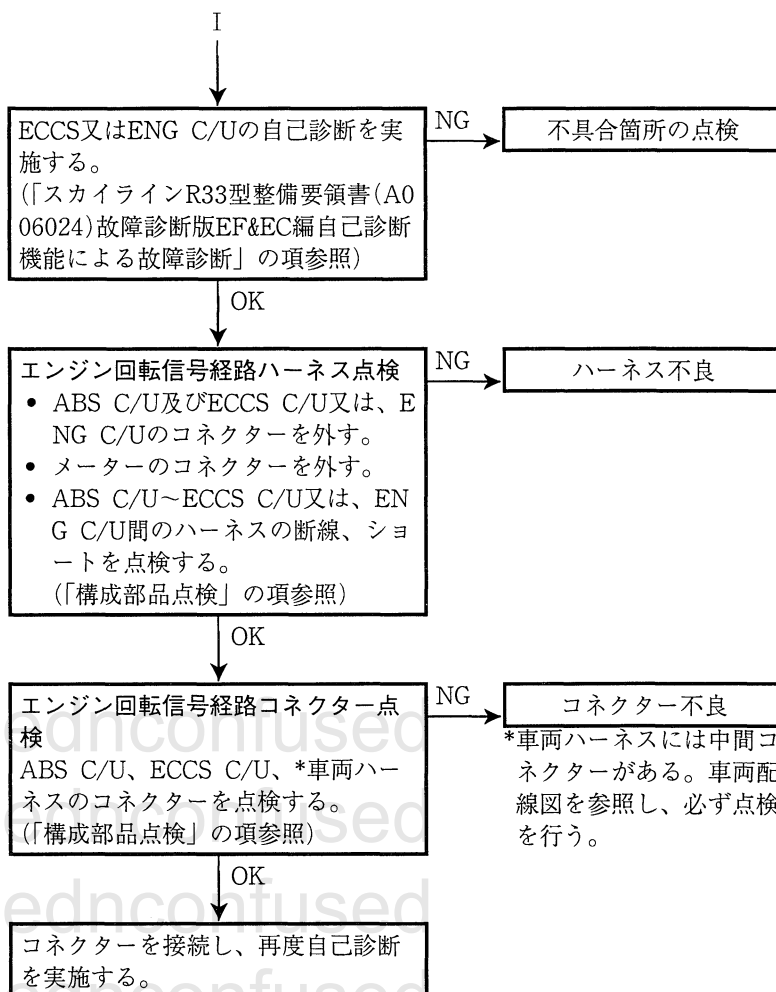 I
ECCS又はENG C/Uの自己診断を実
施する。
(「スカイラインR33型整備要領書(A0
06024)故障診断版EF&EC編自己診断
機能による故障診断」の項参照)
NG
不具合箇所の点検
OK
エンジン回転信号経路ハーネス点検
• ABS C/U及びECCS C/U又は、E
NG C/Uのコネクターを外す。
• メーターのコネクターを外す。
• ABS C/U～ECCS C/U又は、EN
G C/U間のハーネスの断線、ショ
ートを点検する。
(「構成部品点検」の項参照)
NG
ハーネス不良
OK
エンジン回転信号経路コネクター点
検
ABS C/U、ECCS C/U、*車両ハー
ネスのコネクターを点検する。
(「構成部品点検」の項参照)
NG
コネクター不良
*車両ハーネスには中間コ
ネクターがある。車両配
線図を参照し、必ず点検
を行う。
OK
コネクターを接続し、再度自己診断
を実施する。
ednconfused
ednconfused
ednconfused
ednconfused